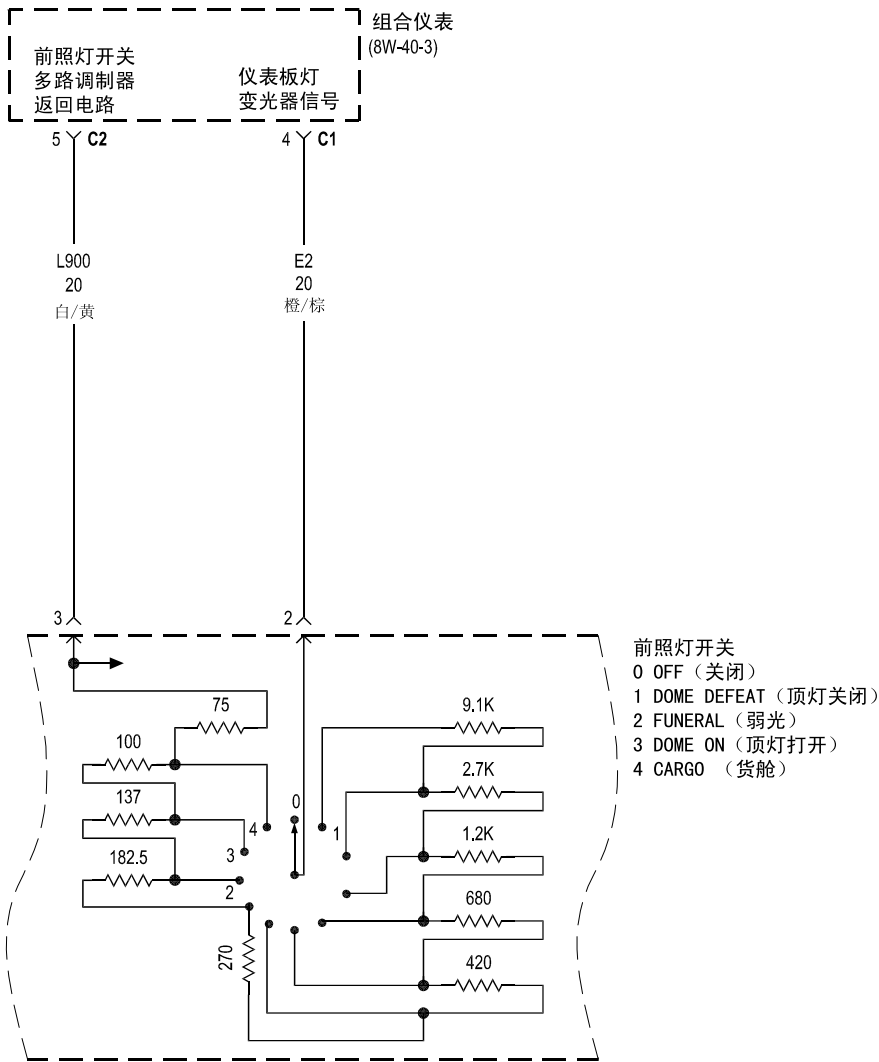 组合仪表
(8W-40-3)
前照灯开关
多路调制器
返回电路
仪表板灯
变光器信号
5 C2
4 C1
L900
20
白/黄
E2
20
橙/棕
3
2
前照灯开关
0 OFF（关闭）
1 DOME DEFEAT（顶灯关闭）
2 FUNERAL（弱光）
3 DOME ON（顶灯打开）
4 CARGO （货舱）
75
9.1K
100
2.7K
137
0
4
1
1.2K
3
182.5
2
680
270
420